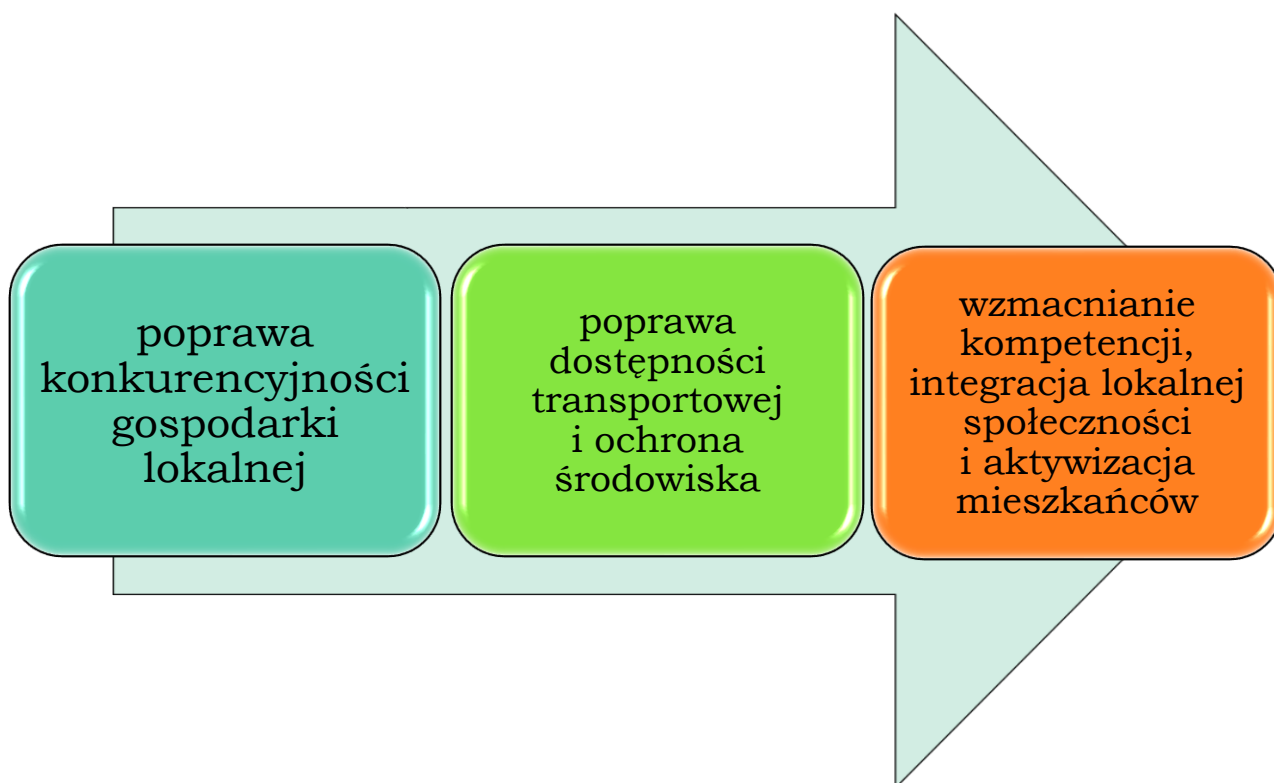 poprawa
konkurencyjności
gospodarki
lokalnej
poprawa
dostępności
transportowej
i ochrona
środowiska
wzmacnianie
kompetencji,
integracja lokalnej
społeczności
i aktywizacja
mieszkańców